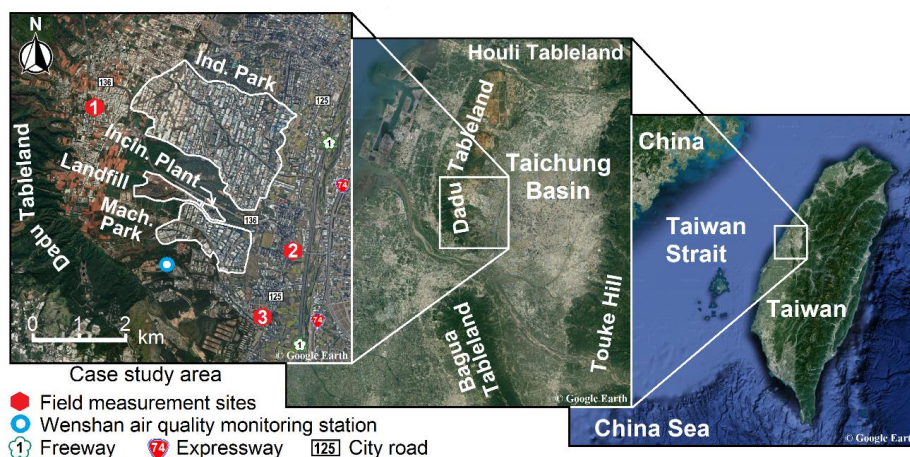 N
136
Ind. Park
125
1
1
Incin. Plant
74
Landfill
Mach.
Park
136
Dadu Tableland
2
125
3
74
1
0 1 2
km
© Google Earth
Houli Tableland
Dadu Tableland
Taichung
Basin
Bagua
Tableland
Touke Hill
© Google Earth
China
Taiwan
Strait
Taiwan
China Sea
© Google Earth
Case study area
Field measurement sites
Wenshan air quality monitoring station
1 Freeway 74 Expressway 125 City road